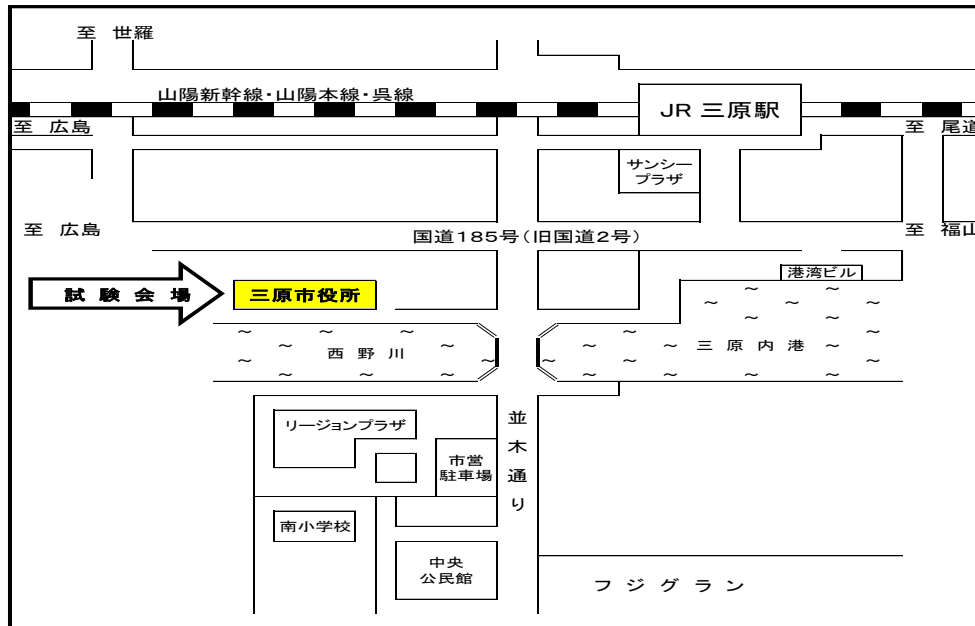 至 世羅
山陽新幹線・山陽本線・呉線
JR 三原駅
至 広島
至 尾道
サンシー
プラザ
至 広島
国道185号(旧国道2号)
至 福山
港湾ビル
試験会場
三原市役所
西野川
三原内港
リージョンプラザ
並木通り
市営
駐車場
南小学校
中央
公民館
フジグラン